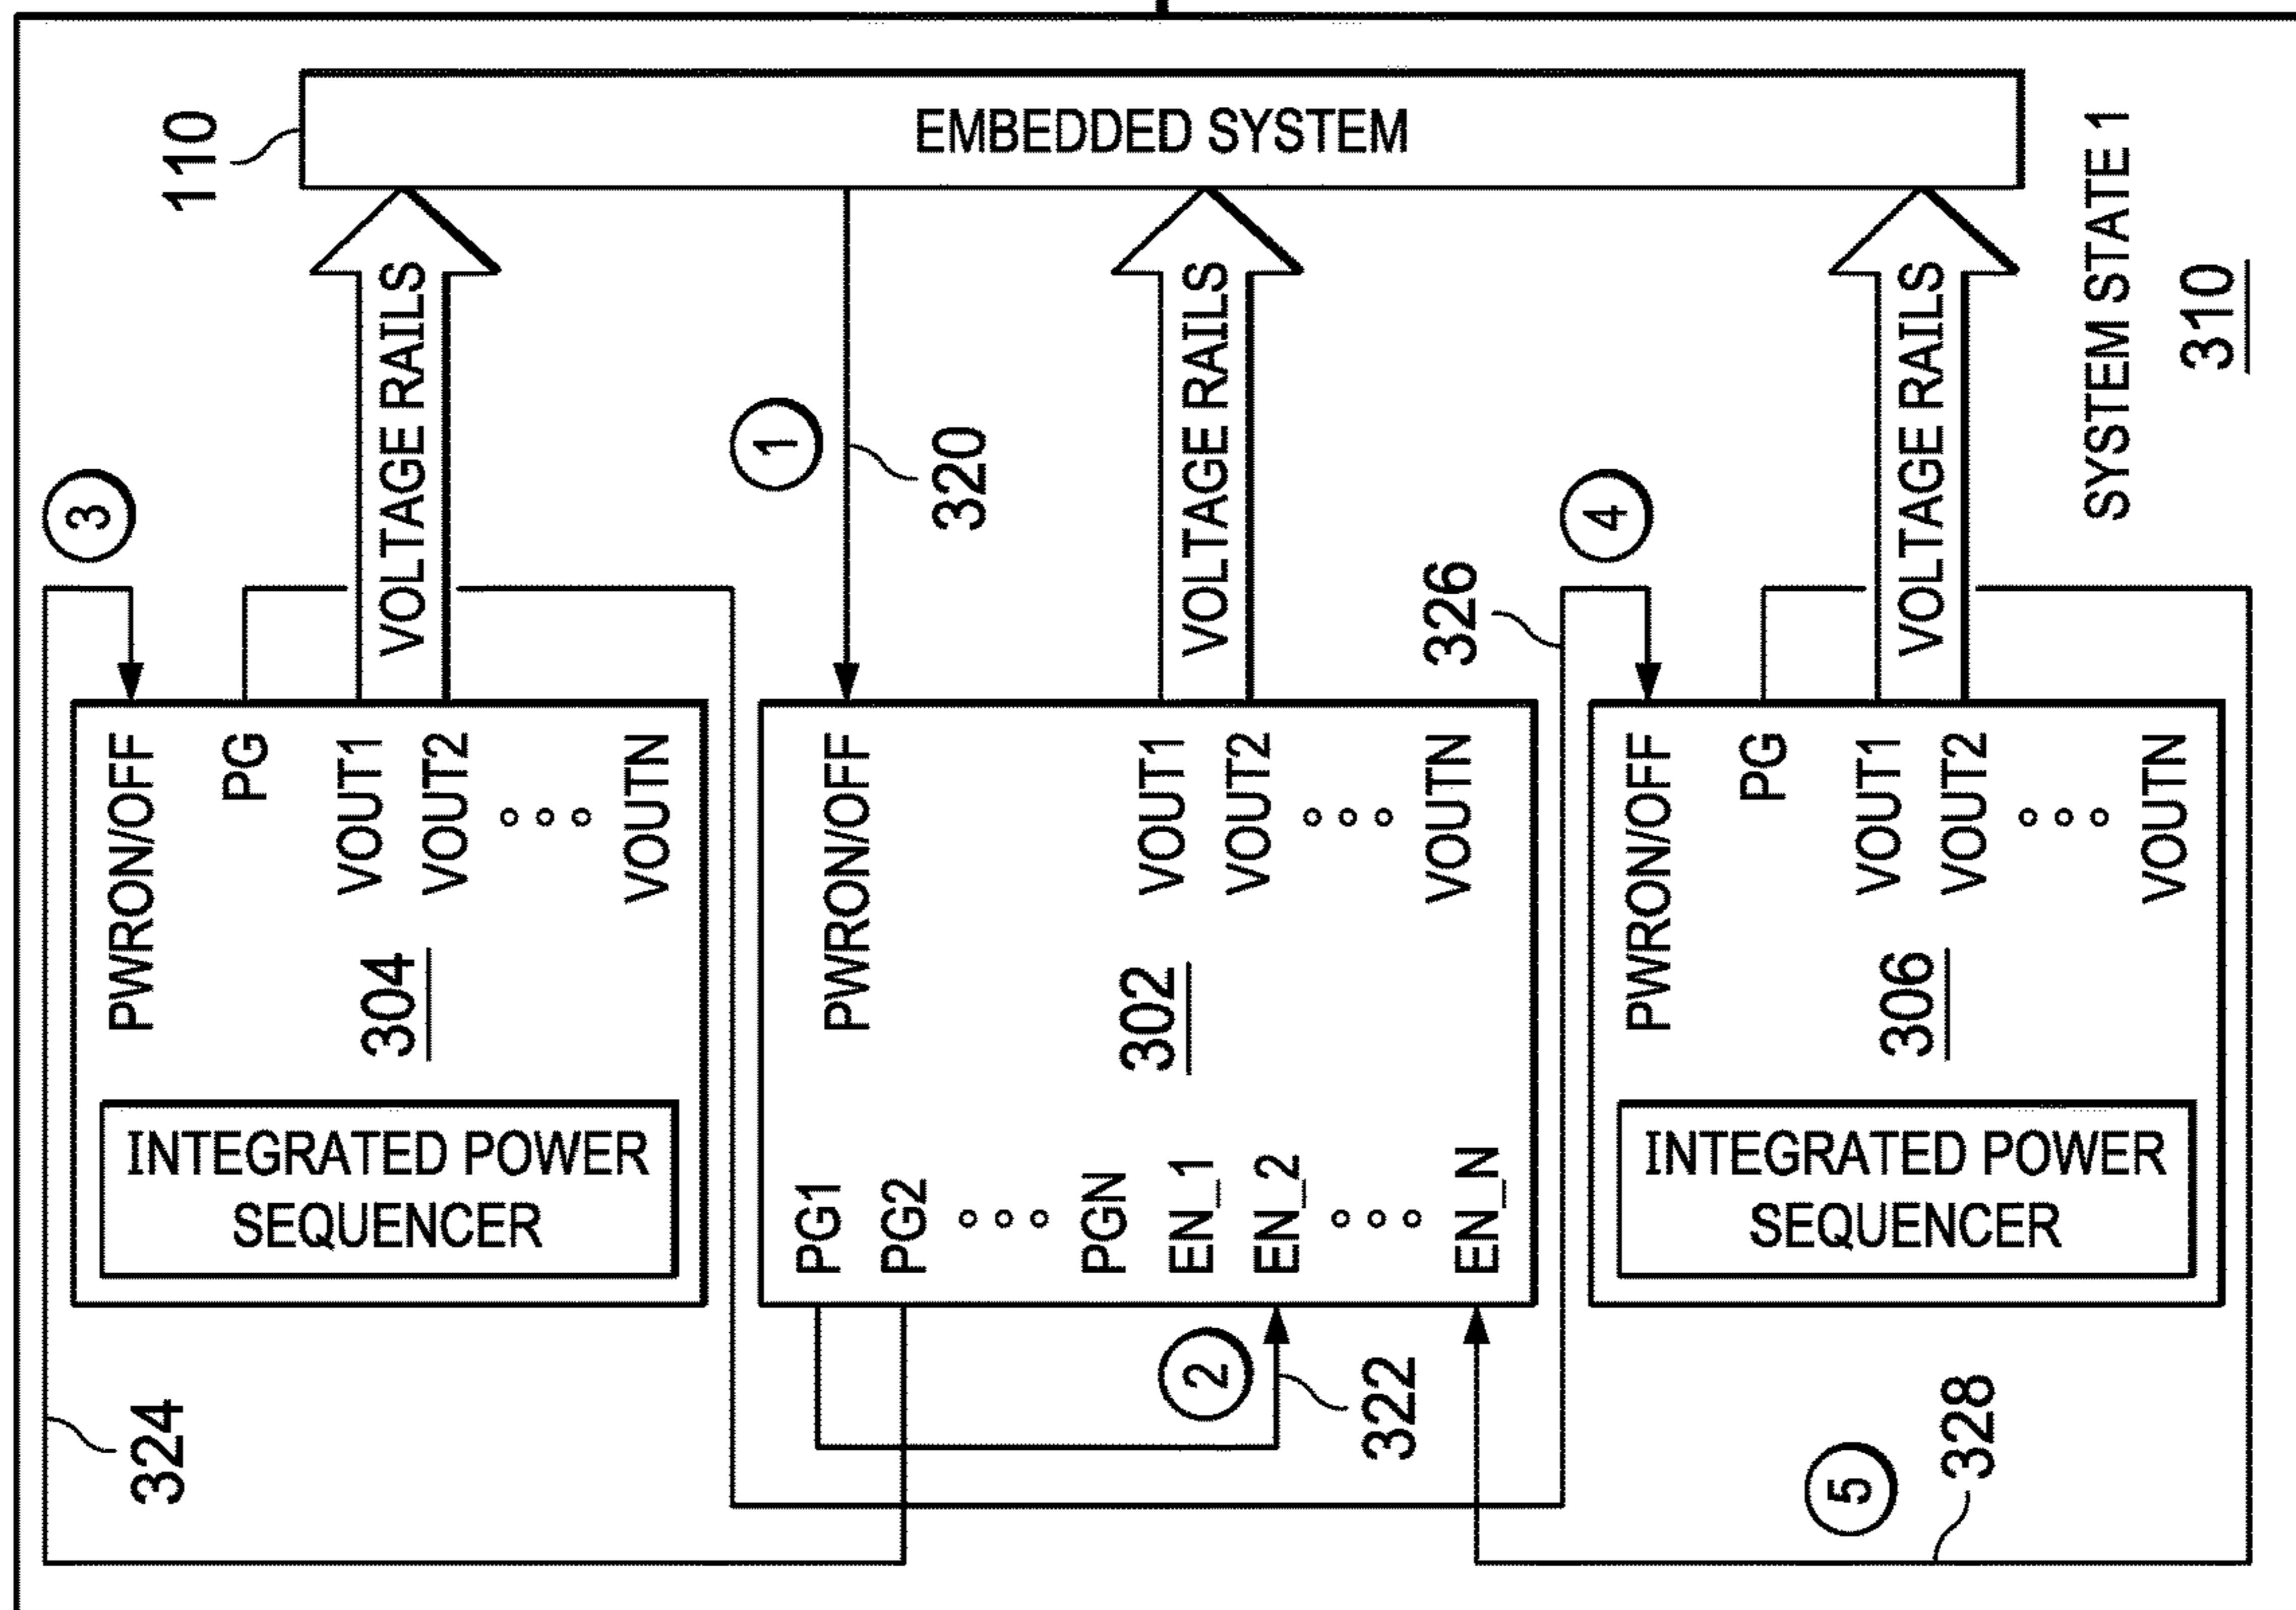 110
EMBEDDED SYSTEM
SYSTEM STATE 1
310
VOLTAGE RAILS
VOLTAGE RAILS
VOLTAGE RAILS
3
1
320
4
326
PWRON/OFF
PG
VOUT1
VOUT2
VOUTN
304
INTEGRATED POWER
SEQUENCER
PWRON/OFF
VOUT1
VOUT2
VOUTN
302
PG1
PG2
PGN
EN_1
EN_2
EN_N
PWRON/OFF
PG
VOUT1
VOUT2
VOUTN
306
INTEGRATED POWER
SEQUENCER
324
2
322
5
328